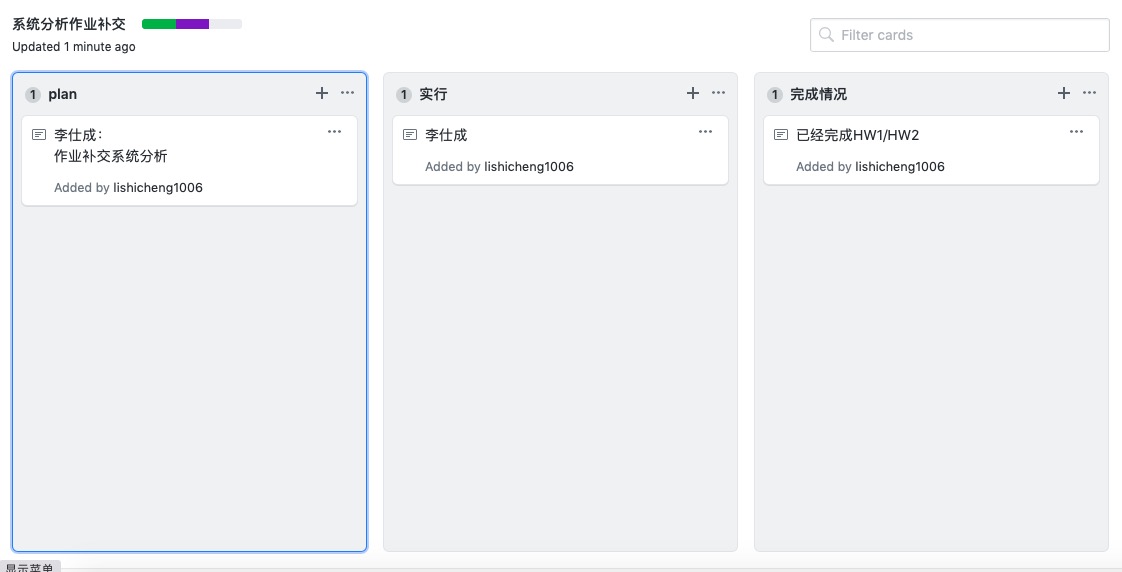 系统分析作业补交
Updated 1 minute ago
Filter cards
1 plan
李仕成：
作业补交系统分析
Added by lishicheng1006
1 实行
李仕成
Added by lishicheng1006
1 完成情况
已经完成HW1/HW2
Added by lishicheng1006
显示菜单